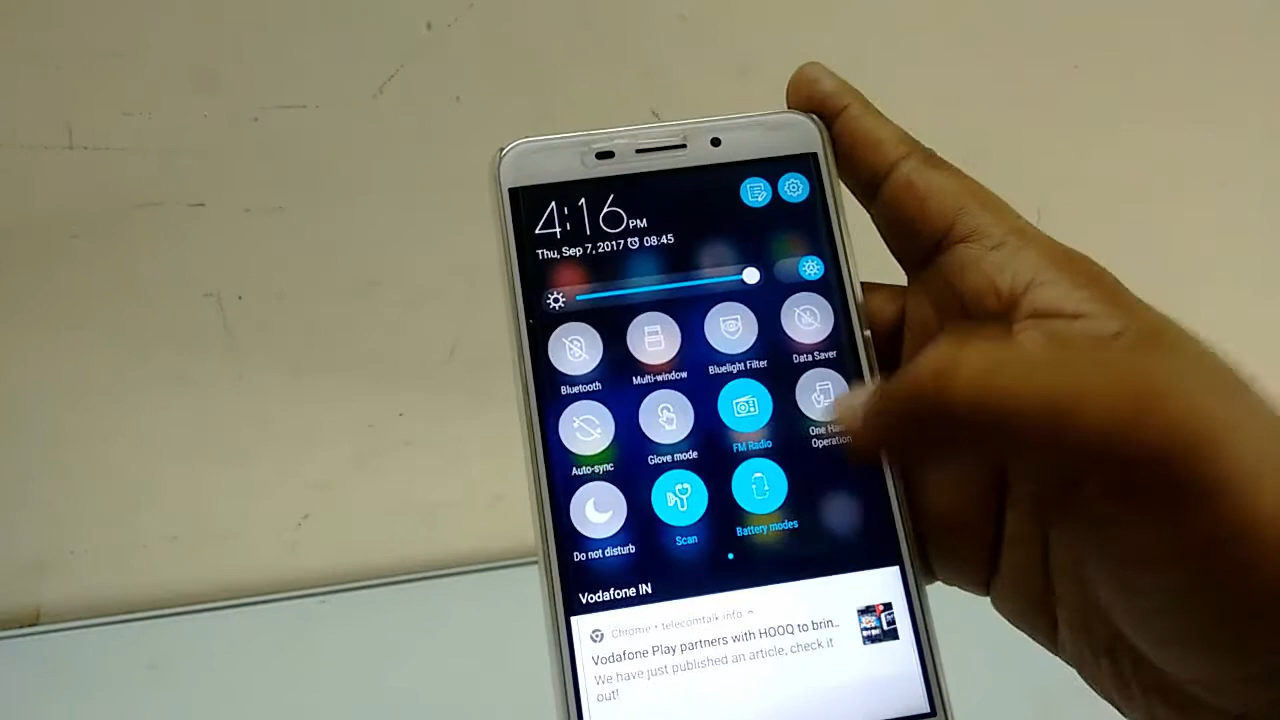 4:16 PM
Thu, Sep 7, 2017 08:45
Bluetooth
Multi-window
Bluelight Filter
Data Saver
Auto-sync
Glove mode
FM Radio
One Hand
Operation
Do not disturb
Scan
Battery modes
Vodafone IN
Chrome • telecomtalk.info
Vodafone Play partners with HOOQ to brin..
We have just published an article, check it
out!